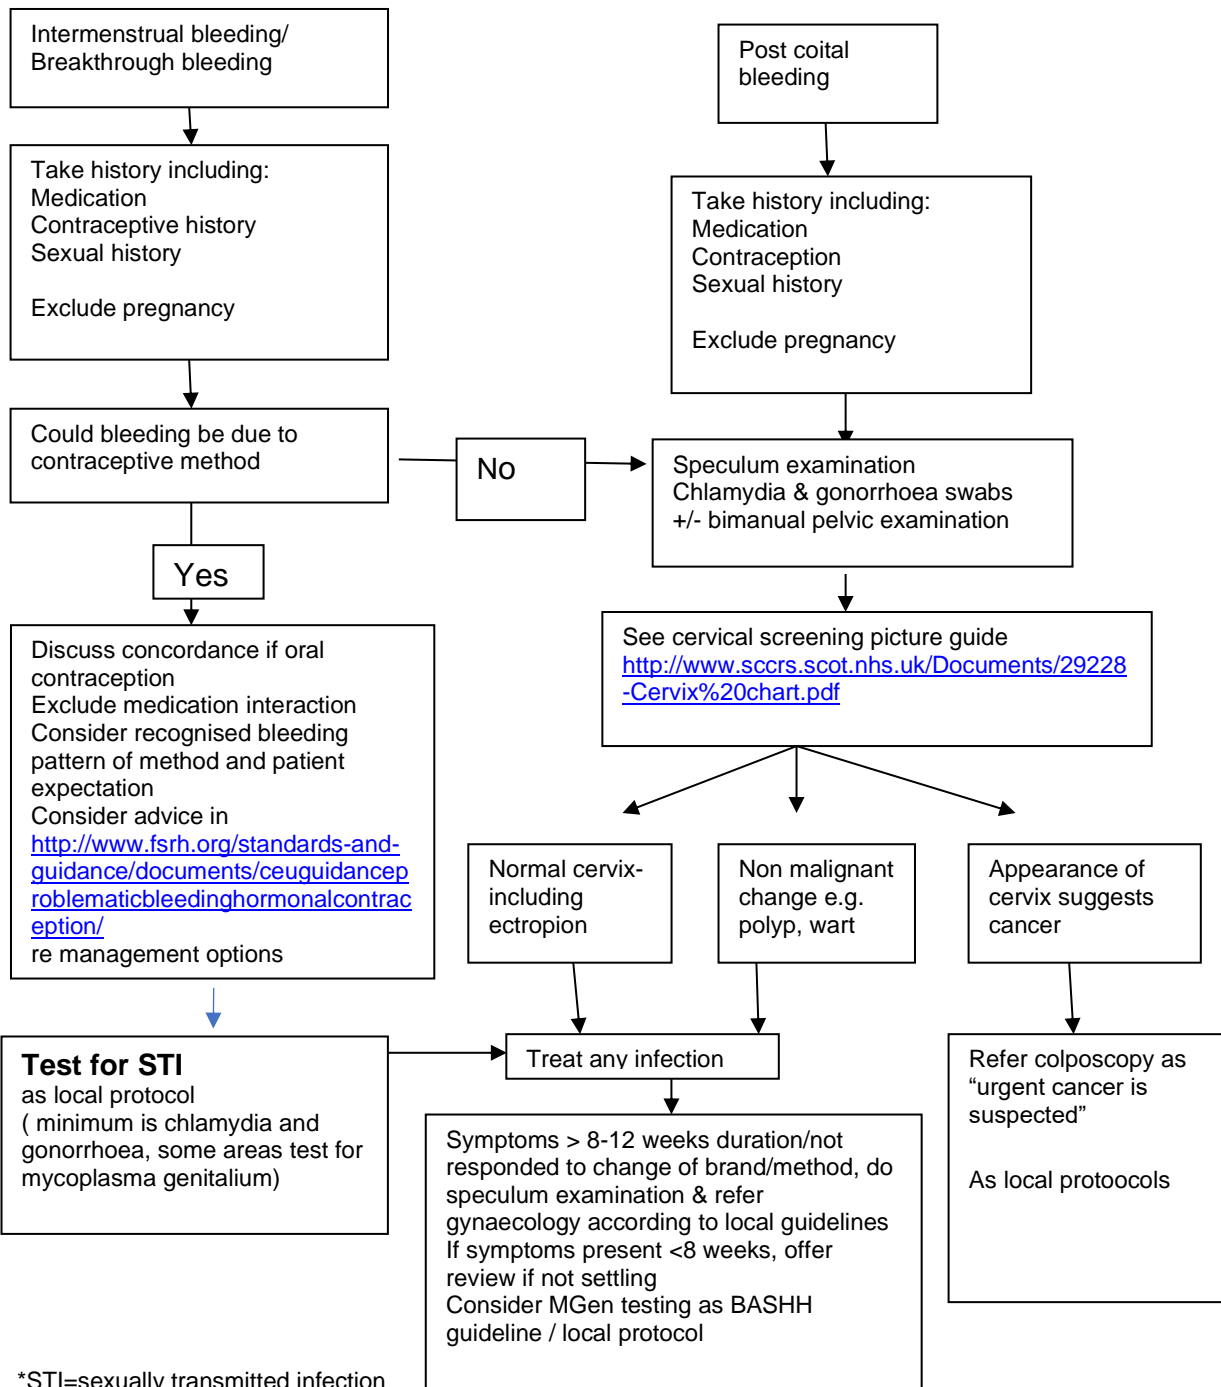 Intermenstrual bleeding/
Breakthrough bleeding
Post coital
bleeding
Take history including:
Medication
Contraceptive history
Sexual history
Exclude pregnancy
Take history including:
Medication
Contraception
Sexual history
Exclude pregnancy
Could bleeding be due to
contraceptive method
No
Speculum examination
Chlamydia & gonorrhoea swabs
+/- bimanual pelvic examination
Yes
See cervical screening picture guide
http://www.sccrs.scot.nhs.uk/Documents/29228
-Cervix%20chart.pdf
Discuss concordance if oral
contraception
Exclude medication interaction
Consider recognised bleeding
pattern of method and patient
expectation
Consider advice in
http://www.fsrh.org/standards-and-
guidance/documents/ceuguidancep
roblematicbleedinghormonalcontrac
eption/
re management options
Normal cervix-
including
ectropion
Non malignant
change e.g.
polyp, wart
Appearance of
cervix suggests
cancer
Test for STI
as local protocol
( minimum is chlamydia and
gonorrhoea, some areas test for
mycoplasma genitalium)
Treat any infection
Refer colposcopy as
“urgent cancer is
suspected”
As local protoocols
Symptoms > 8-12 weeks duration/not
responded to change of brand/method, do
speculum examination & refer
gynaecology according to local guidelines
If symptoms present <8 weeks, offer
review if not settling
Consider MGen testing as BASHH
guideline / local protocol
*STI=sexually transmitted infection